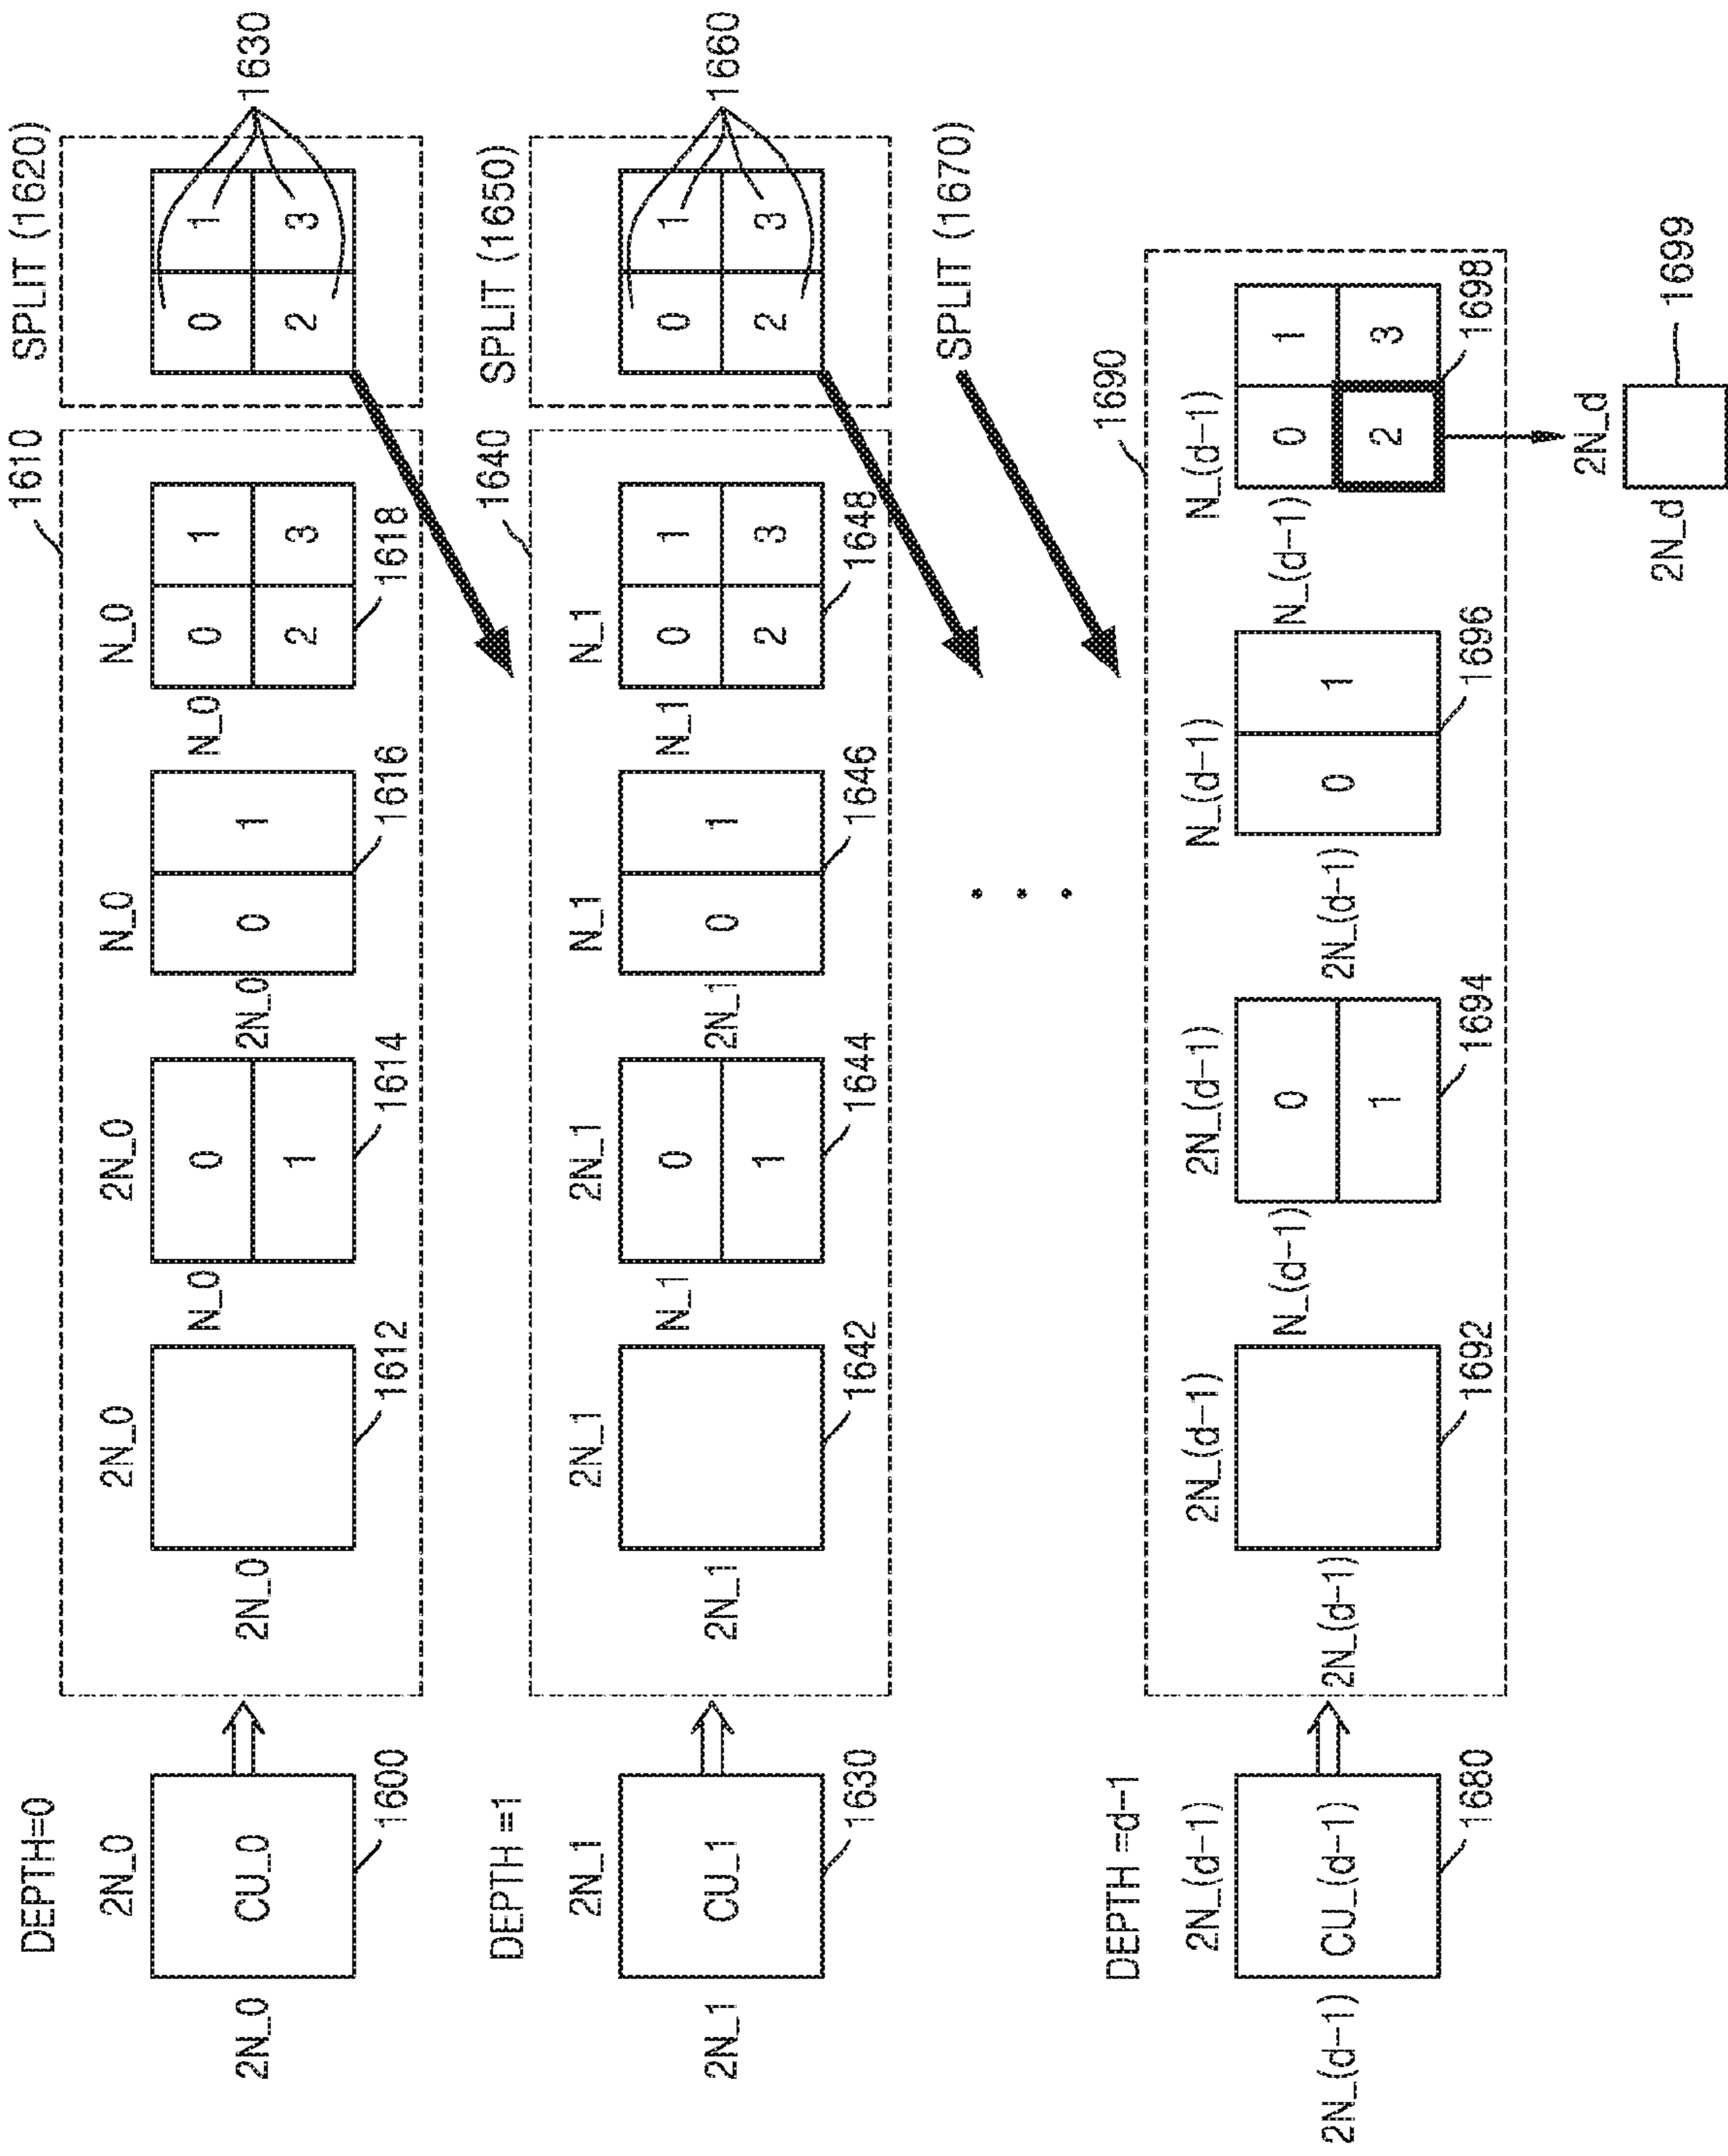 DEPTH=0
2N_0
2N_0
CU_0
1600
1610
2N_0
2N_0
1612
2N_0
N_0
0
1
1614
N_0
2N_0
0
1
1616
N_0
N_0
0
1
2
3
1618
SPLIT (1620)
0
1
2
3
1630
DEPTH =1
2N_1
2N_1
CU_1
1630
1640
2N_1
2N_1
1642
2N_1
N_1
0
1
1644
N_1
2N_1
0
1
1646
N_1
N_1
0
1
2
3
1648
SPLIT (1650)
0
1
2
3
1660
SPLIT (1670)
DEPTH =d-1
2N_(d-1)
2N_(d-1)
CU_(d-1)
1680
1690
2N_(d-1)
2N_(d-1)
1692
2N_(d-1)
N_(d-1)
0
1
1694
N_(d-1)
2N_(d-1)
0
1
1696
N_(d-1)
N_(d-1)
0
1
2
3
1698
2N_d
2N_d
1699